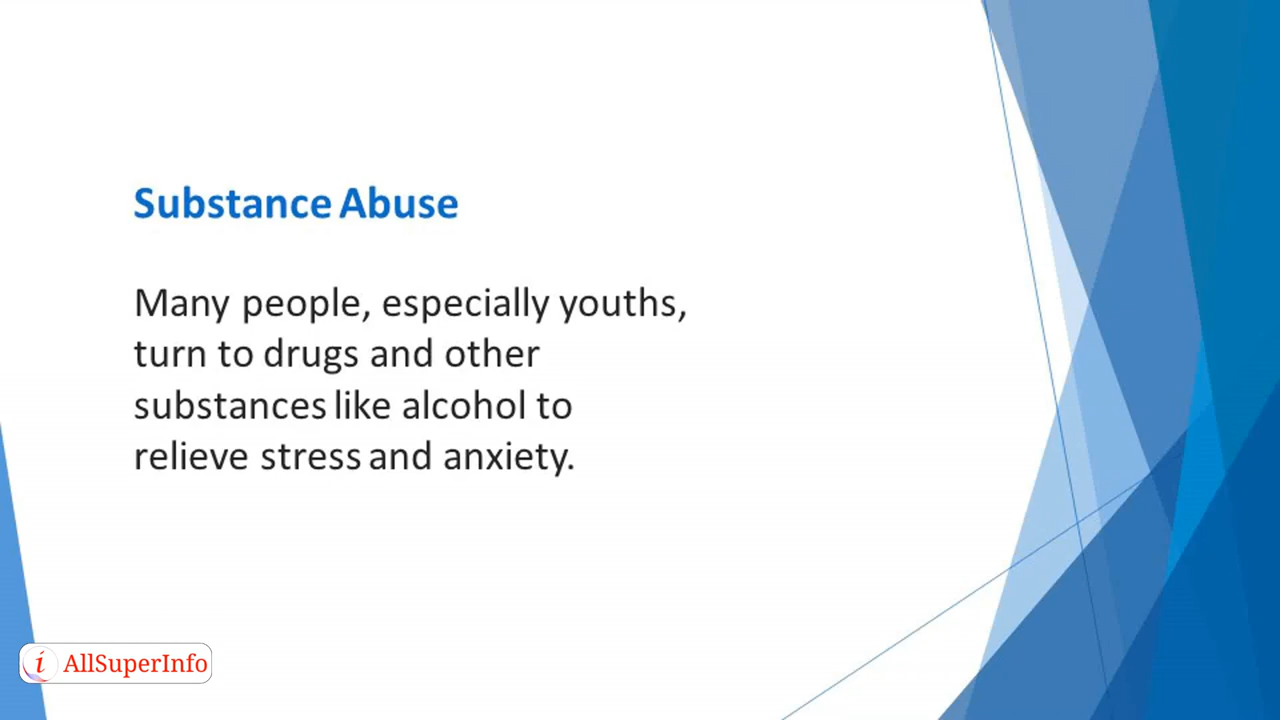 Substance Abuse
Many people, especially youths,
turn to drugs and other
substances like alcohol to
relieve stress and anxiety.
i AllSuperInfo